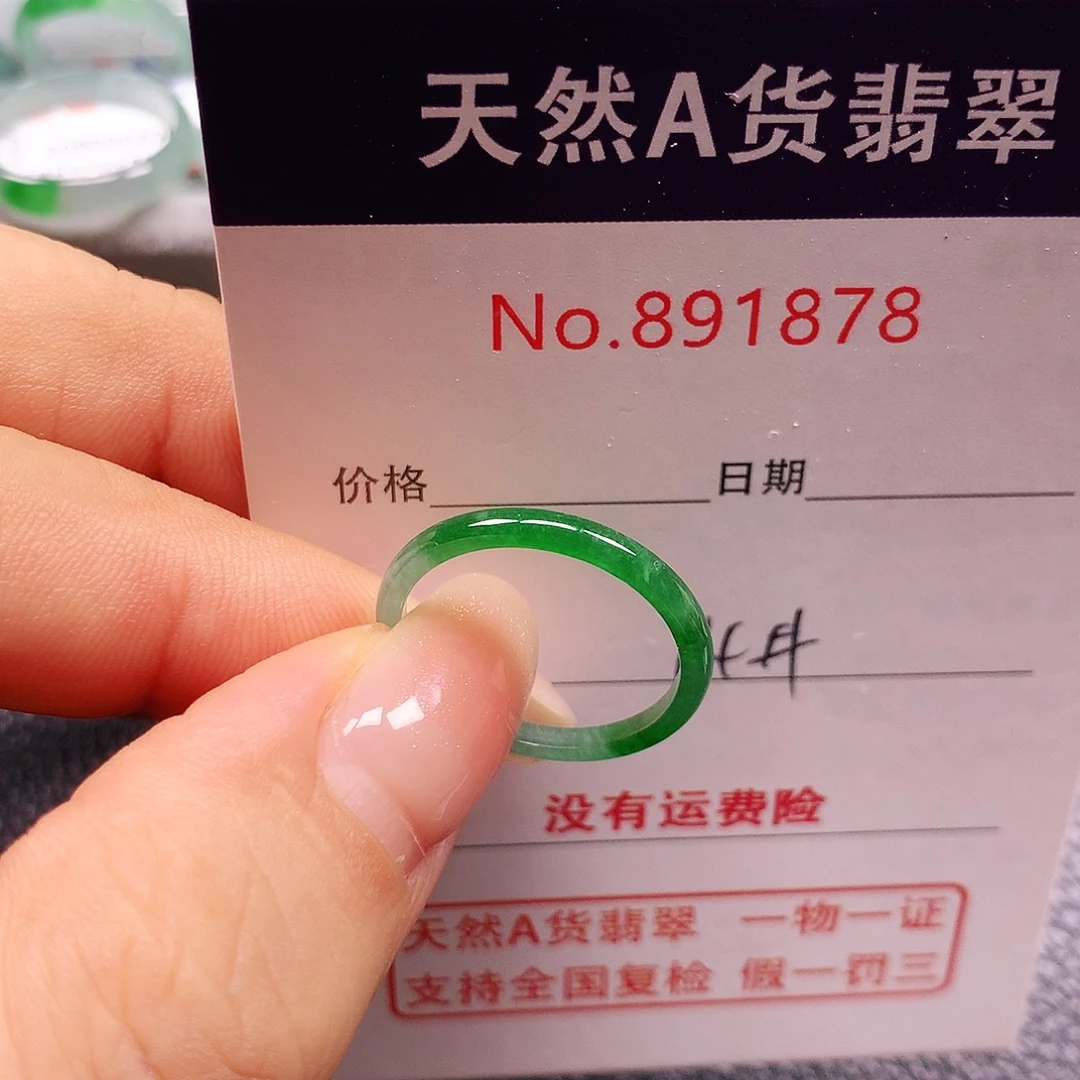 天然A货翡翠
No.891878
价格 日期
没有运费险
天然A货翡翠 一物一证
支持全国复检 假一罚三